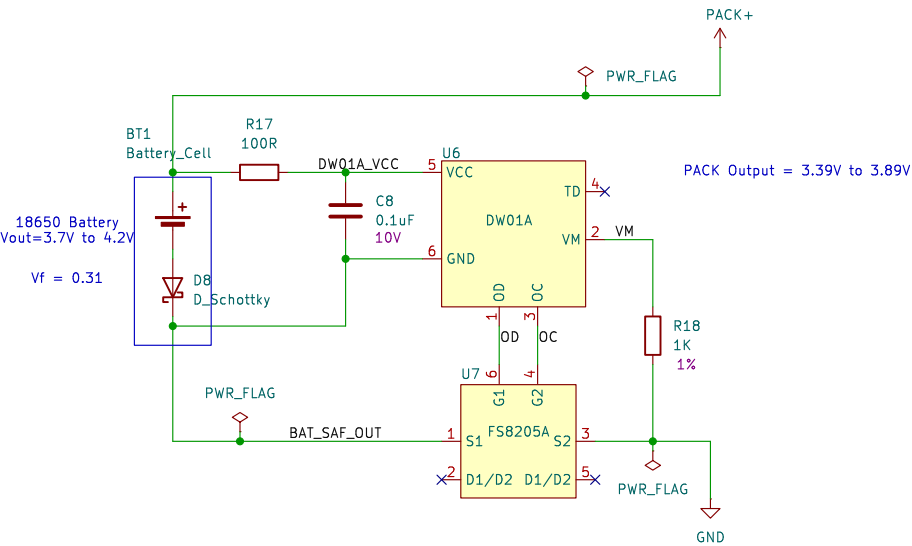 PACK+
PWR_FLAG
BT1
Battery_Cell
R17
100R
DW01A_VCC
U6
5
VCC
TD
4
PACK Output = 3.39V to 3.89V
18650 Battery
Vout=3.7V to 4.2V
C8
0.1uF
10V
DW01A
VM
2
VM
6
GND
Vf = 0.31
D8
D_Schottky
OD
OC
1
3
OD
OC
R18
1K
1%
U7
6
4
G1
G2
PWR_FLAG
BAT_SAF_OUT
1
S1
FS8205A
S2
3
2
D1/D2
D1/D2
5
PWR_FLAG
GND